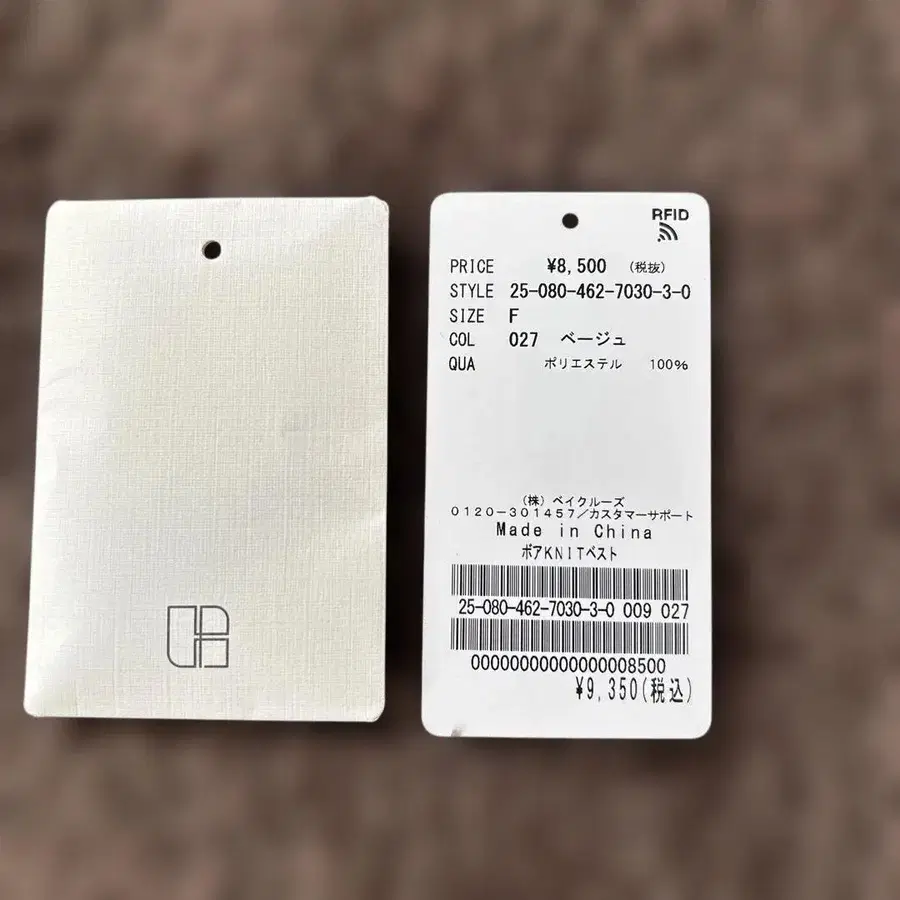 RFID
PRICE ¥8,500 (税抜)
STYLE 25-080-462-7030-3-0
SIZE F
COL 027 ベージュ
QUA ポリエステル 100%
(株)ベイクルーズ
0120-301457/カスタマーサポート
Made in China
ボアKNITベスト
25-080-462-7030-3-0 009 027
00000000000000008500
¥9,350(税込)